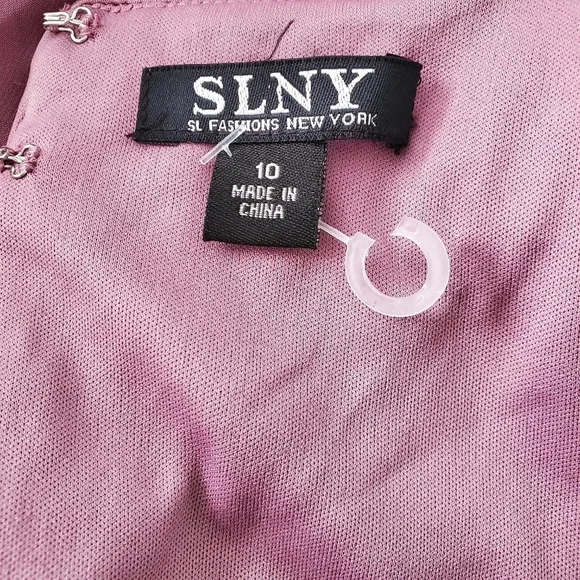 SLNY
SL FASHIONS NEW YORK
10
MADE IN
CHINA